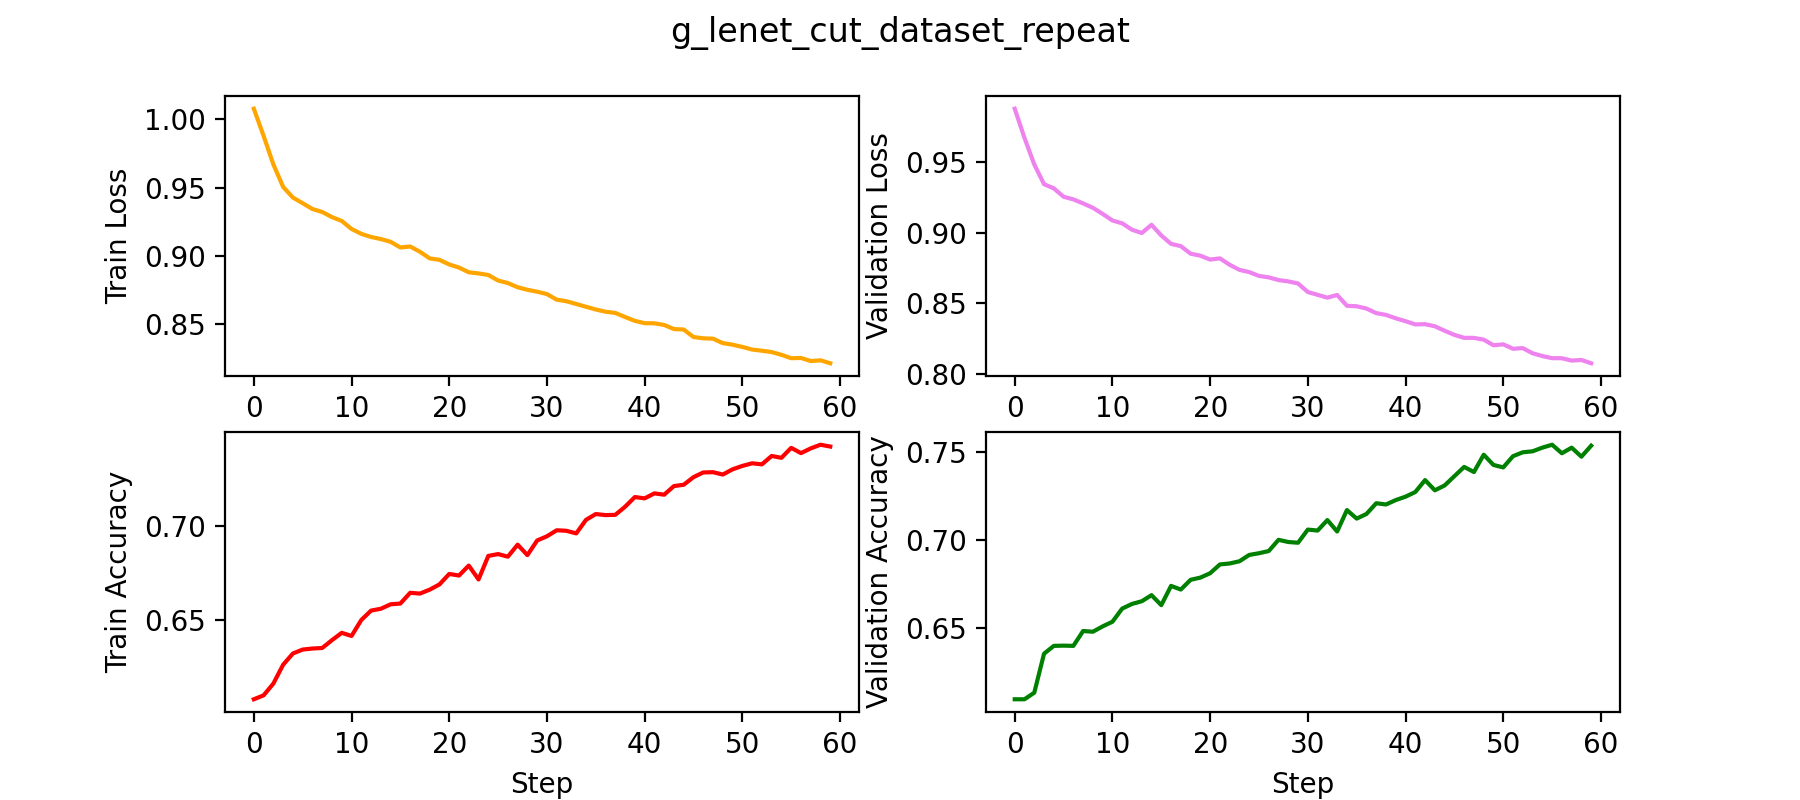 g_lenet_cut_dataset_repeat
Train Loss
1.00
0.95
0.90
0.85
0 10 20 30 40 50 60
Validation Loss
0.95
0.90
0.85
0.80
0 10 20 30 40 50 60
Train Accuracy
0.70
0.65
0 10 20 30 40 50 60
Step
Validation Accuracy
0.75
0.70
0.65
0 10 20 30 40 50 60
Step